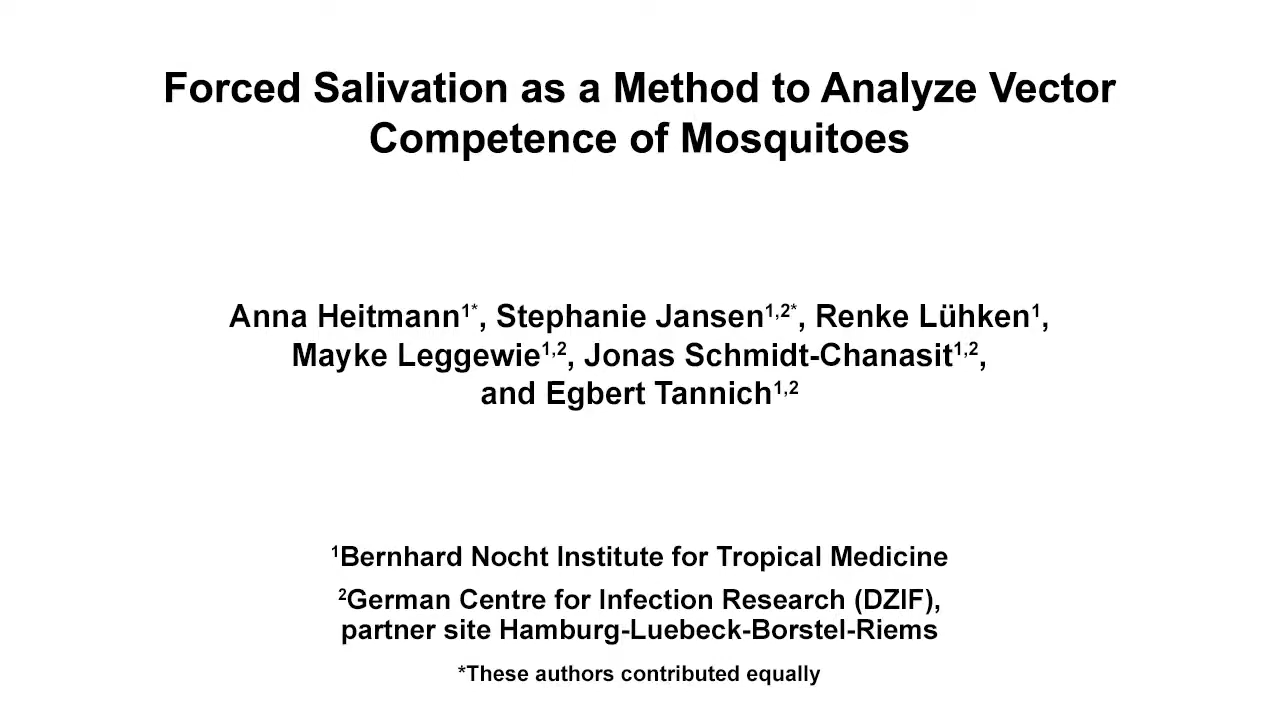 Forced Salivation as a Method to Analyze Vector
Competence of Mosquitoes
Anna Heitmann1*, Stephanie Jansen1,2*, Renke Lühken1,
Mayke Leggewie1,2, Jonas Schmidt-Chanasit1,2,
and Egbert Tannich1,2
1Bernhard Nocht Institute for Tropical Medicine
2German Centre for Infection Research (DZIF),
partner site Hamburg-Luebeck-Borstel-Riems
*These authors contributed equally